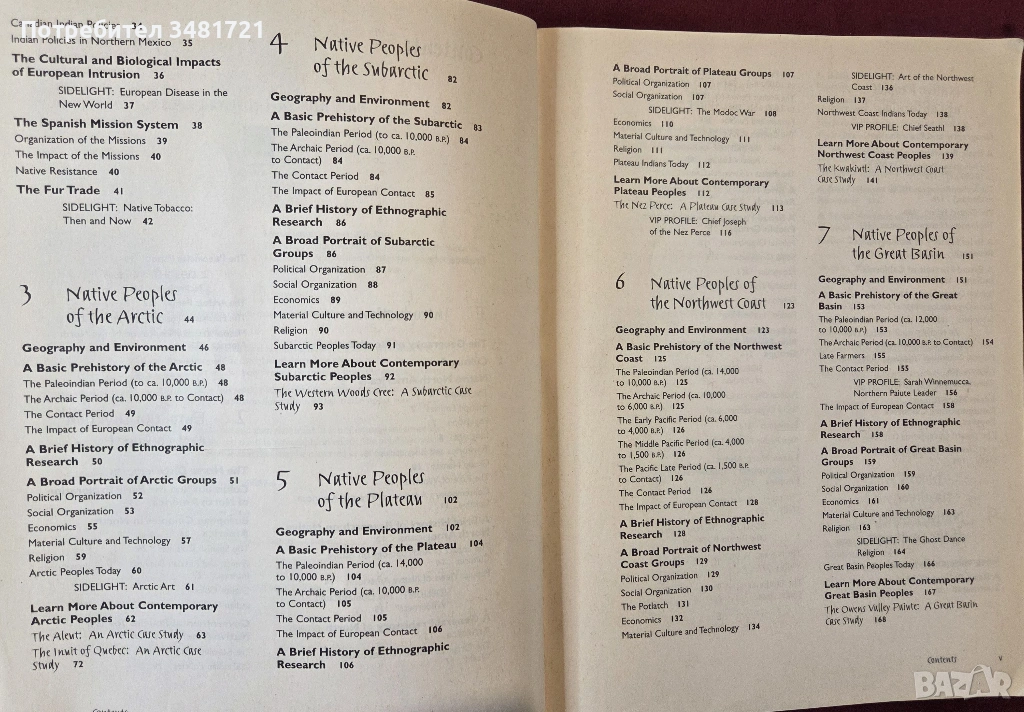 Потребител 3481721
Canadian Indian Policies 34
Indian Policies in Northern Mexico 35
The Cultural and Biological Impacts
of European Intrusion 36
SIDELIGHT: European Disease in the
New World 37
The Spanish Mission System 38
Organization of the Missions 39
The Impact of the Missions 40
Native Resistance 40
The Fur Trade 41
SIDELIGHT: Native Tobacco:
Then and Now 42
3 Native Peoples
of the Arctic 44
Geography and Environment 46
A Basic Prehistory of the Arctic 48
The Paleoindian Period (to ca. 10,000 B.P.) 48
The Archaic Period (ca. 10,000 B.P. to Contact) 48
The Contact Period 49
The Impact of European Contact 49
A Brief History of Ethnographic
Research 50
A Broad Portrait of Arctic Groups 51
Political Organization 52
Social Organization 53
Economics 55
Material Culture and Technology 57
Religion 59
Arctic Peoples Today 60
SIDELIGHT: Arctic Art 61
Learn More About Contemporary
Arctic Peoples 62
The Aleut: An Arctic Case Study 63
The Inuit of Quebec: An Arctic Case
Study 72
4 Native Peoples
of the Subarctic 82
Geography and Environment 82
A Basic Prehistory of the Subarctic 83
The Paleoindian Period (to ca. 10,000 B.P.) 84
The Archaic Period (ca. 10,000 B.P.
to Contact) 84
The Contact Period 84
The Impact of European Contact 85
A Brief History of Ethnographic
Research 86
A Broad Portrait of Subarctic
Groups 86
Political Organization 87
Social Organization 88
Economics 89
Material Culture and Technology 90
Religion 90
Subarctic Peoples Today 91
Learn More About Contemporary
Subarctic Peoples 92
The Western Woods Cree: A Subarctic Case
Study 93
5 Native Peoples
of the Plateau 102
Geography and Environment 102
A Basic Prehistory of the Plateau 104
The Paleoindian Period (ca. 14,000
to 10,000 B.P.) 104
The Archaic Period (ca. 10,000 B.P.
to Contact) 105
The Contact Period 105
The Impact of European Contact 106
A Brief History of Ethnographic
Research 106
Contents
A Broad Portrait of Plateau Groups 107
Political Organization 107
Social Organization 107
SIDELIGHT: The Modoc War 108
Economics 110
Material Culture and Technology 111
Religion 111
Plateau Indians Today 112
Learn More About Contemporary
Plateau Peoples 112
The Nez Perce: A Plateau Case Study 113
VIP PROFILE: Chief Joseph
of the Nez Perce 116
6 Native Peoples of
the Northwest Coast 123
Geography and Environment 123
A Basic Prehistory of the Northwest
Coast 125
The Paleoindian Period (ca. 14,000
to 10,000 B.P.) 125
The Archaic Period (ca. 10,000
to 6,000 B.P.) 125
The Early Pacific Period (ca. 6,000
to 4,000 B.P.) 126
The Middle Pacific Period (ca. 4,000
to 1,500 B.P.) 126
The Pacific Late Period (ca. 1,500 B.P.
to Contact) 126
The Contact Period 126
The Impact of European Contact 128
A Brief History of Ethnographic
Research 128
A Broad Portrait of Northwest
Coast Groups 129
Political Organization 129
Social Organization 130
The Potlatch 131
Economics 132
Material Culture and Technology 134
SIDELIGHT: Art of the Northwest
Coast 136
Religion 137
Northwest Coast Indians Today 138
VIP PROFILE: Chief Seathl 138
Learn More About Contemporary
Northwest Coast Peoples 139
The Kwakiutl: A Northwest Coast
Case Study 141
7 Native Peoples of
the Great Basin 151
Geography and Environment 151
A Basic Prehistory of the Great
Basin 153
The Paleoindian Period (ca. 12,000
to 10,000 B.P.) 153
The Archaic Period (ca. 10,000 B.P. to Contact) 154
Late Farmers 155
The Contact Period 155
VIP PROFILE: Sarah Winnemucca,
Northern Paiute Leader 156
The Impact of European Contact 158
A Brief History of Ethnographic
Research 158
A Broad Portrait of Great Basin
Groups 159
Political Organization 159
Social Organization 160
Economics 161
Material Culture and Technology 163
Religion 163
SIDELIGHT: The Ghost Dance
Religion 164
Great Basin Peoples Today 166
Learn More About Contemporary
Great Basin Peoples 167
The Owens Valley Paiute: A Great Basin
Case Study 168
Contents v
BAZAR